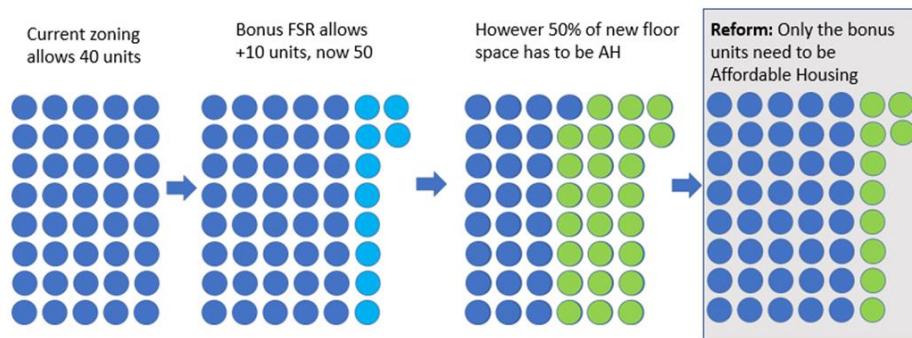 Current zoning
allows 40 units
Bonus FSR allows
+10 units, now 50
However 50% of new floor
space has to be AH
Reform: Only the bonus
units need to be
Affordable Housing